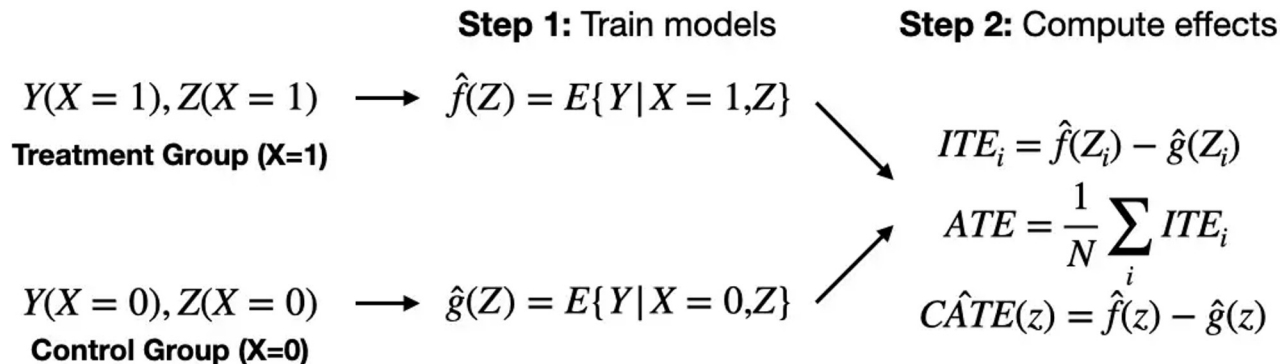 Step 1: Train models
Step 2: Compute effects
Y(X = 1), Z(X = 1)
Treatment Group (X=1)
f̂(Z) = E{Y|X = 1,Z}
Y(X = 0), Z(X = 0)
Control Group (X=0)
ĝ(Z) = E{Y|X = 0,Z}
ITEᵢ = f̂(Zᵢ) − ĝ(Zᵢ)
ATE = 1/N ∑ᵢ ITEᵢ
CÂTE(z) = f̂(z) − ĝ(z)